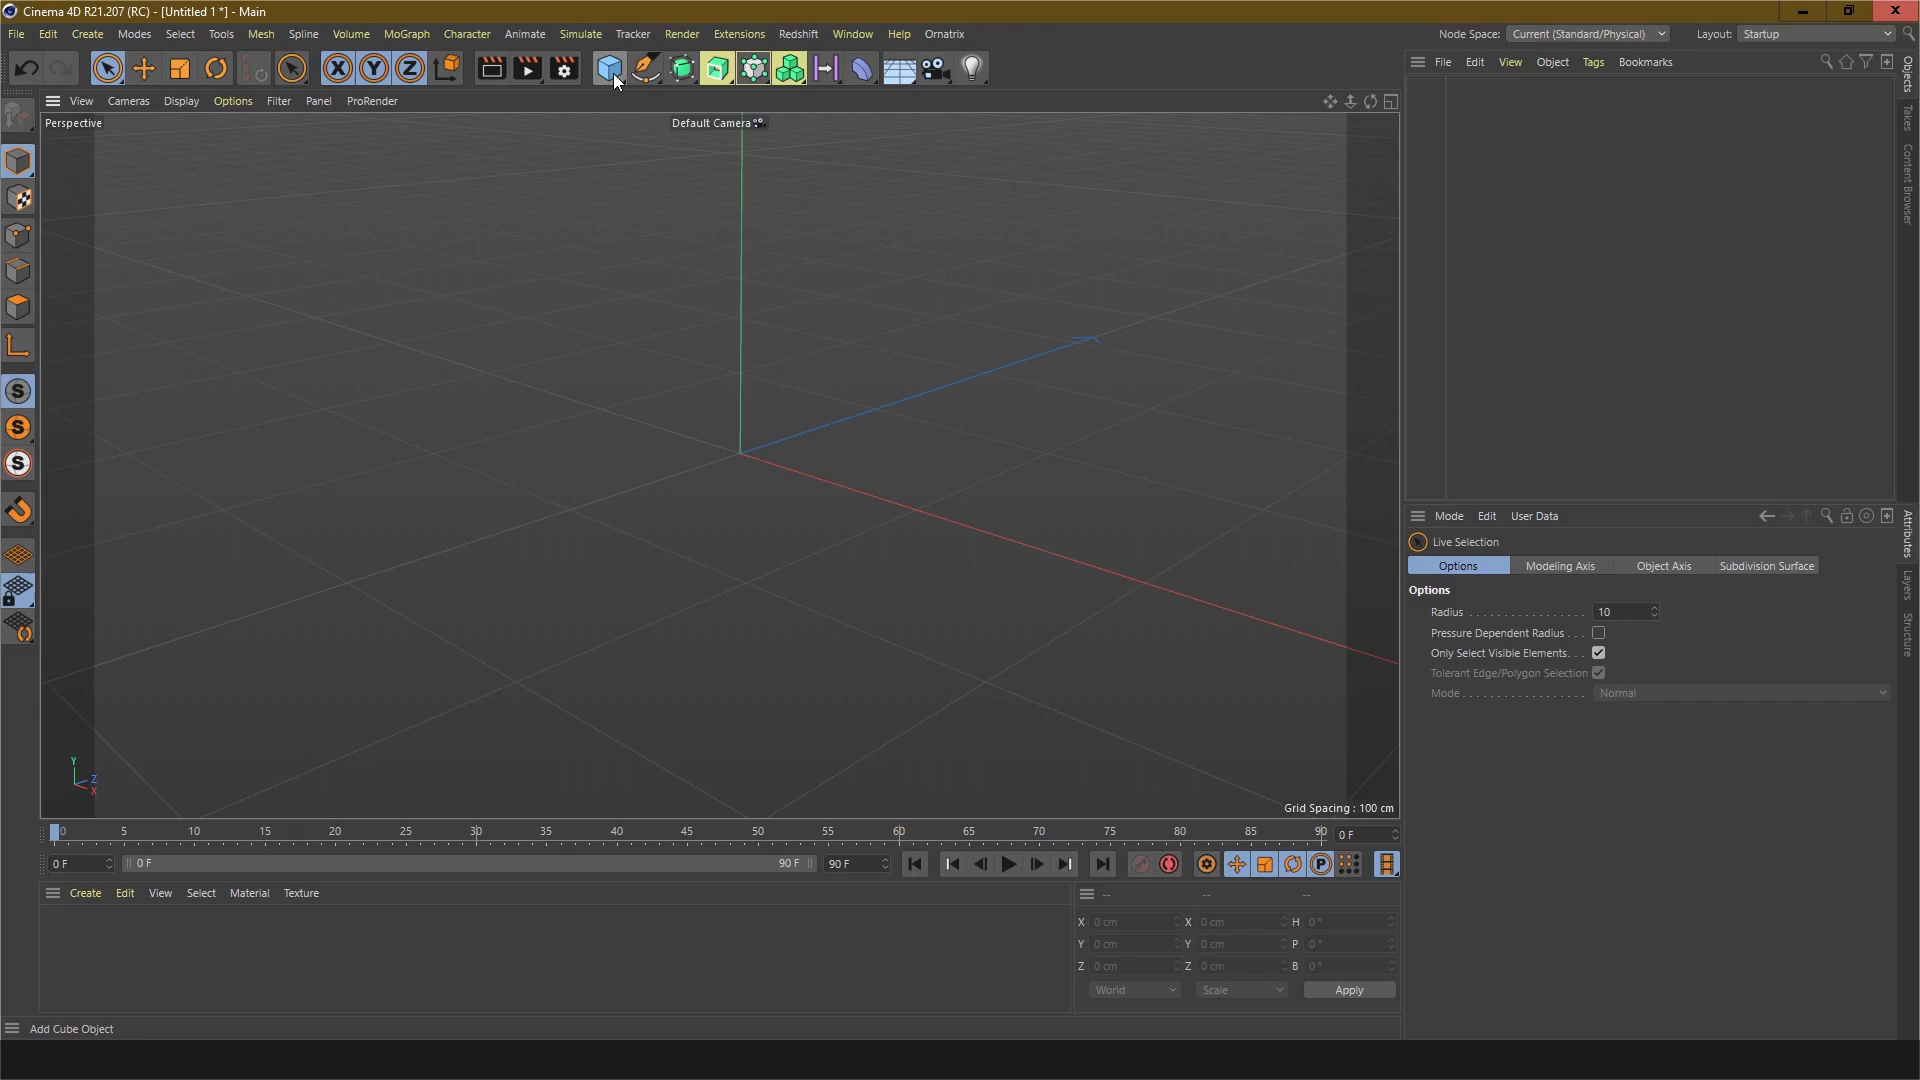 Cinema 4D R21.207 (RC) - [Untitled 1 *] - Main
File Edit Create Modes Select Tools Mesh Spline Volume MoGraph Character Animate Simulate Tracker Render Extensions Redshift Window Help Ornatrix Node Space: Current (Standard/Physical) Layout: Startup
X Y Z
File Edit View Object Tags Bookmarks
View Cameras Display Options Filter Panel ProRender
Perspective
Default Camera
Objects
Takes
Content Browser
S
S
S
Mode Edit User Data
Live Selection
Options Modeling Axis Object Axis Subdivision Surface
Options
Radius 10
Pressure Dependent Radius
Only Select Visible Elements
Tolerant Edge/Polygon Selection
Mode Normal
Attributes
Layers
Structure
Y
Z
X
Grid Spacing : 100 cm
0 5 10 15 20 25 30 35 40 45 50 55 60 65 70 75 80 85 90 0 F
0 F 0 F 90 F 90 F P
Create Edit View Select Material Texture
-- -- --
X 0 cm X 0 cm H 0 °
Y 0 cm Y 0 cm P 0 °
Z 0 cm Z 0 cm B 0 °
World Scale Apply
Add Cube Object